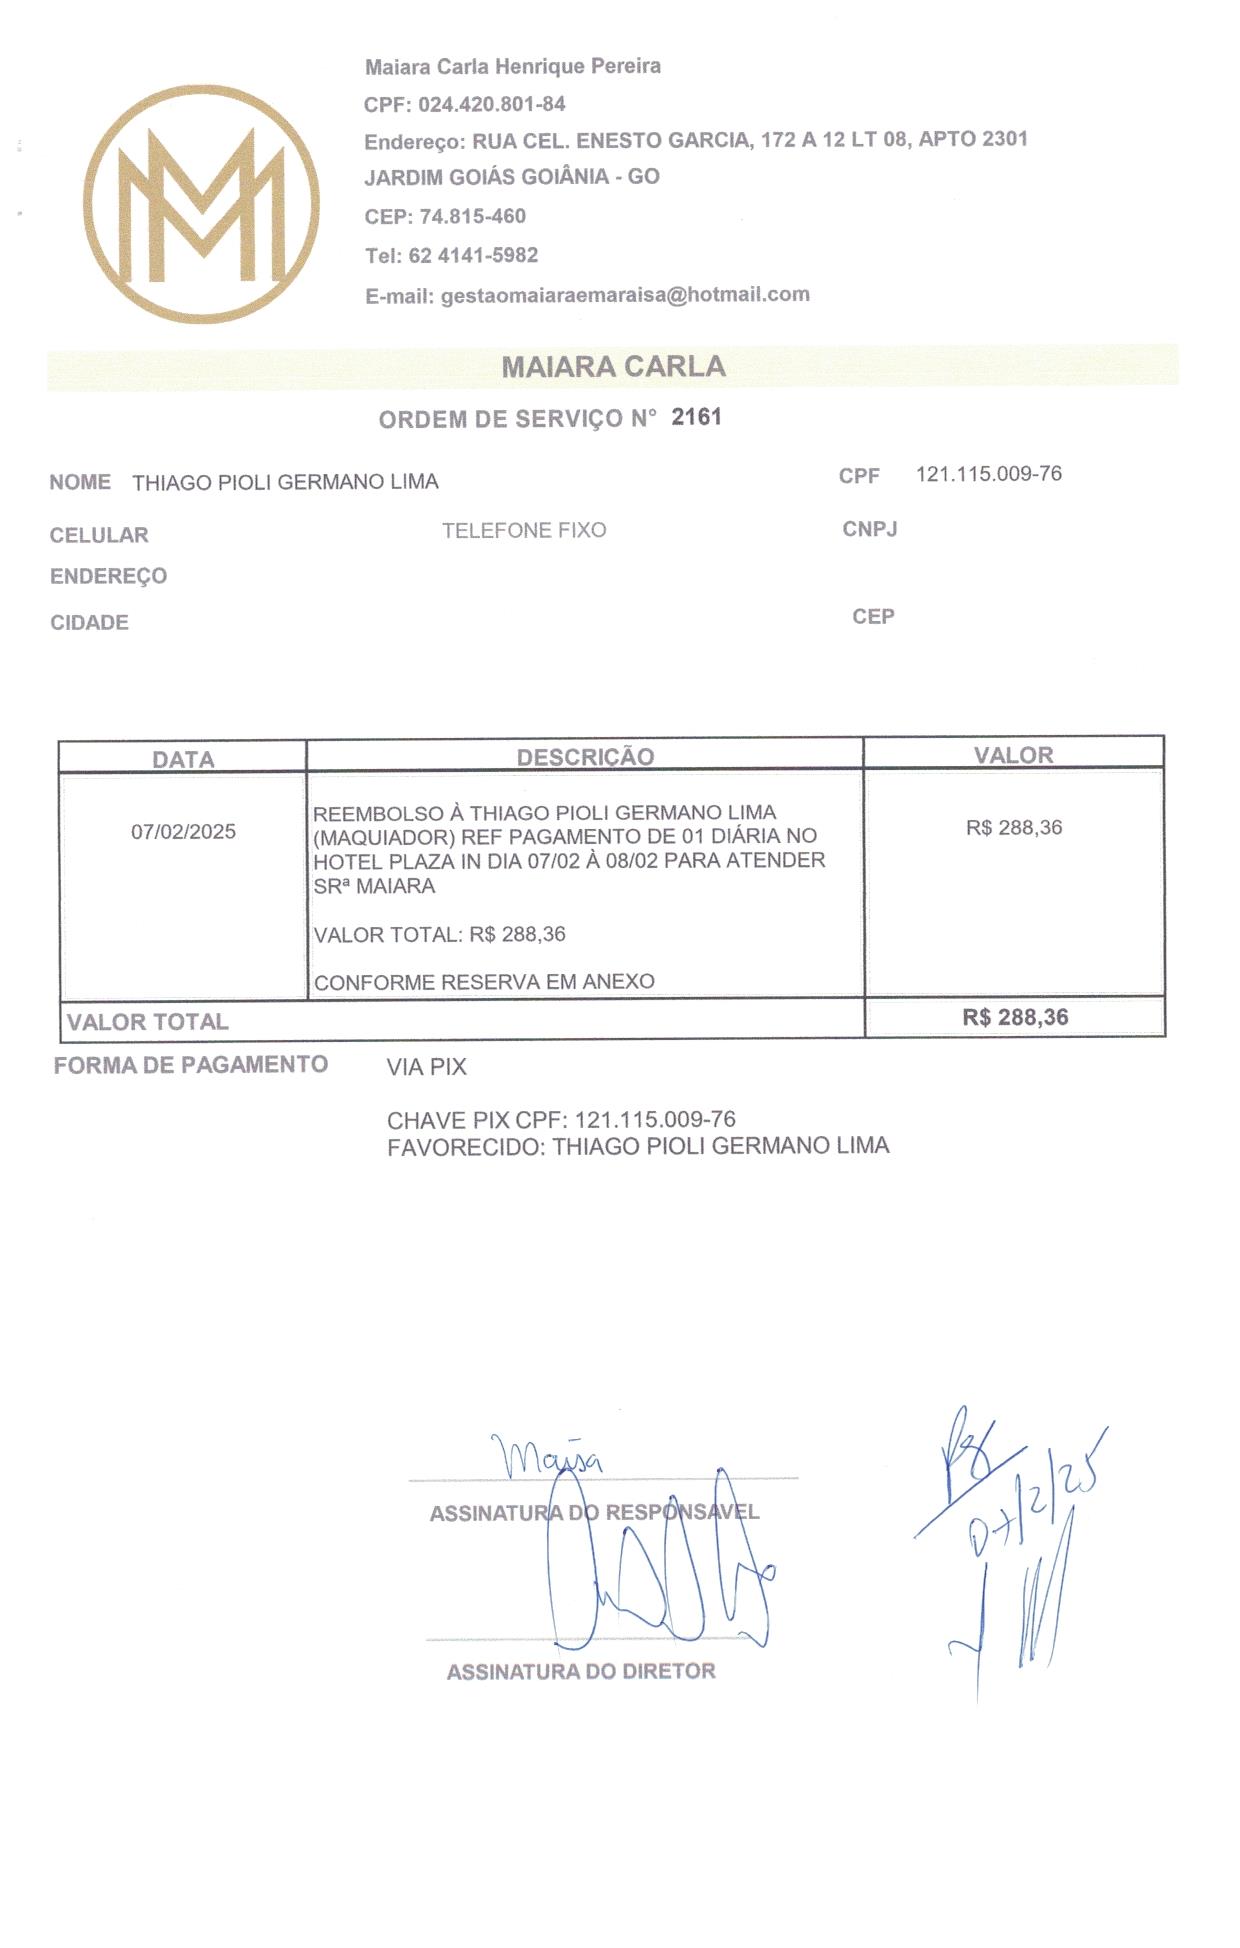 Maiara Carla Henrique Pereira
CPF: 024.420.801-84
Endereço: RUA CEL. ENESTO GARCIA, 172 A 12 LT 08, APTO 2301
JARDIM GOIÁS GOIÂNIA - GO
CEP: 74.815-460
Tel: 62 4141-5982
E-mail: gestaomaiaraemaraisa@hotmail.com
MAIARA CARLA
ORDEM DE SERVIÇO N° 2161
NOME THIAGO PIOLI GERMANO LIMA CPF 121.115.009-76
CELULAR TELEFONE FIXO CNPJ
ENDEREÇO
CIDADE CEP
DATA DESCRIÇÃO VALOR
REEMBOLSO À THIAGO PIOLI GERMANO LIMA
07/02/2025 (MAQUIADOR) REF PAGAMENTO DE 01 DIÁRIA NO R$ 288,36
HOTEL PLAZA IN DIA 07/02 À 08/02 PARA ATENDER
SRª MAIARA
VALOR TOTAL: R$ 288,36
CONFORME RESERVA EM ANEXO
VALOR TOTAL R$ 288,36
FORMA DE PAGAMENTO VIA PIX
CHAVE PIX CPF: 121.115.009-76
FAVORECIDO: THIAGO PIOLI GERMANO LIMA
Maisa
ASSINATURA DO RESPONSAVEL
07/2/25
ASSINATURA DO DIRETOR